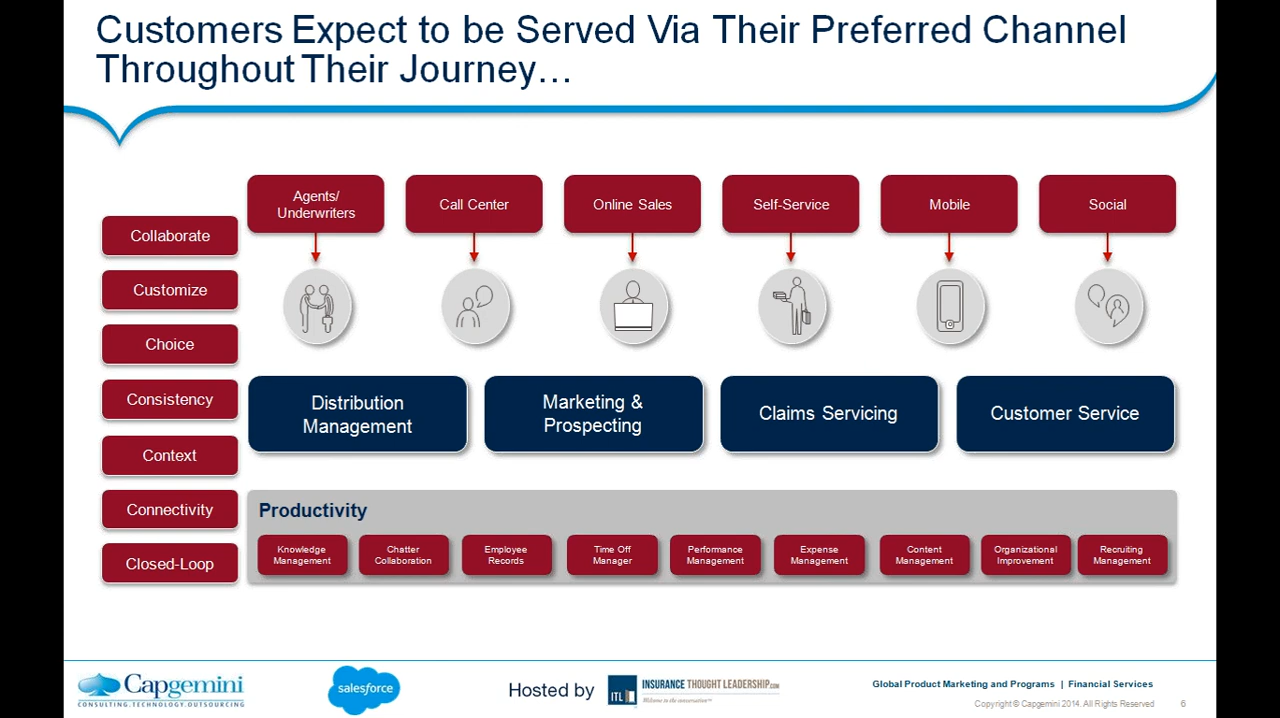 Customers Expect to be Served Via Their Preferred Channel
Throughout Their Journey…
Agents/
Underwriters
Call Center
Online Sales
Self-Service
Mobile
Social
Collaborate
Customize
Choice
Consistency
Context
Connectivity
Closed-Loop
Distribution
Management
Marketing &
Prospecting
Claims Servicing
Customer Service
Productivity
Knowledge
Management
Chatter
Collaboration
Employee
Records
Time Off
Manager
Performance
Management
Expense
Management
Content
Management
Organizational
Improvement
Recruiting
Management
Capgemini
CONSULTING.TECHNOLOGY.OUTSOURCING
salesforce
Hosted by
ITL
INSURANCE THOUGHT LEADERSHIP.COM
Welcome to the conversation™
Global Product Marketing and Programs | Financial Services
Copyright © Capgemini 2014. All Rights Reserved
6